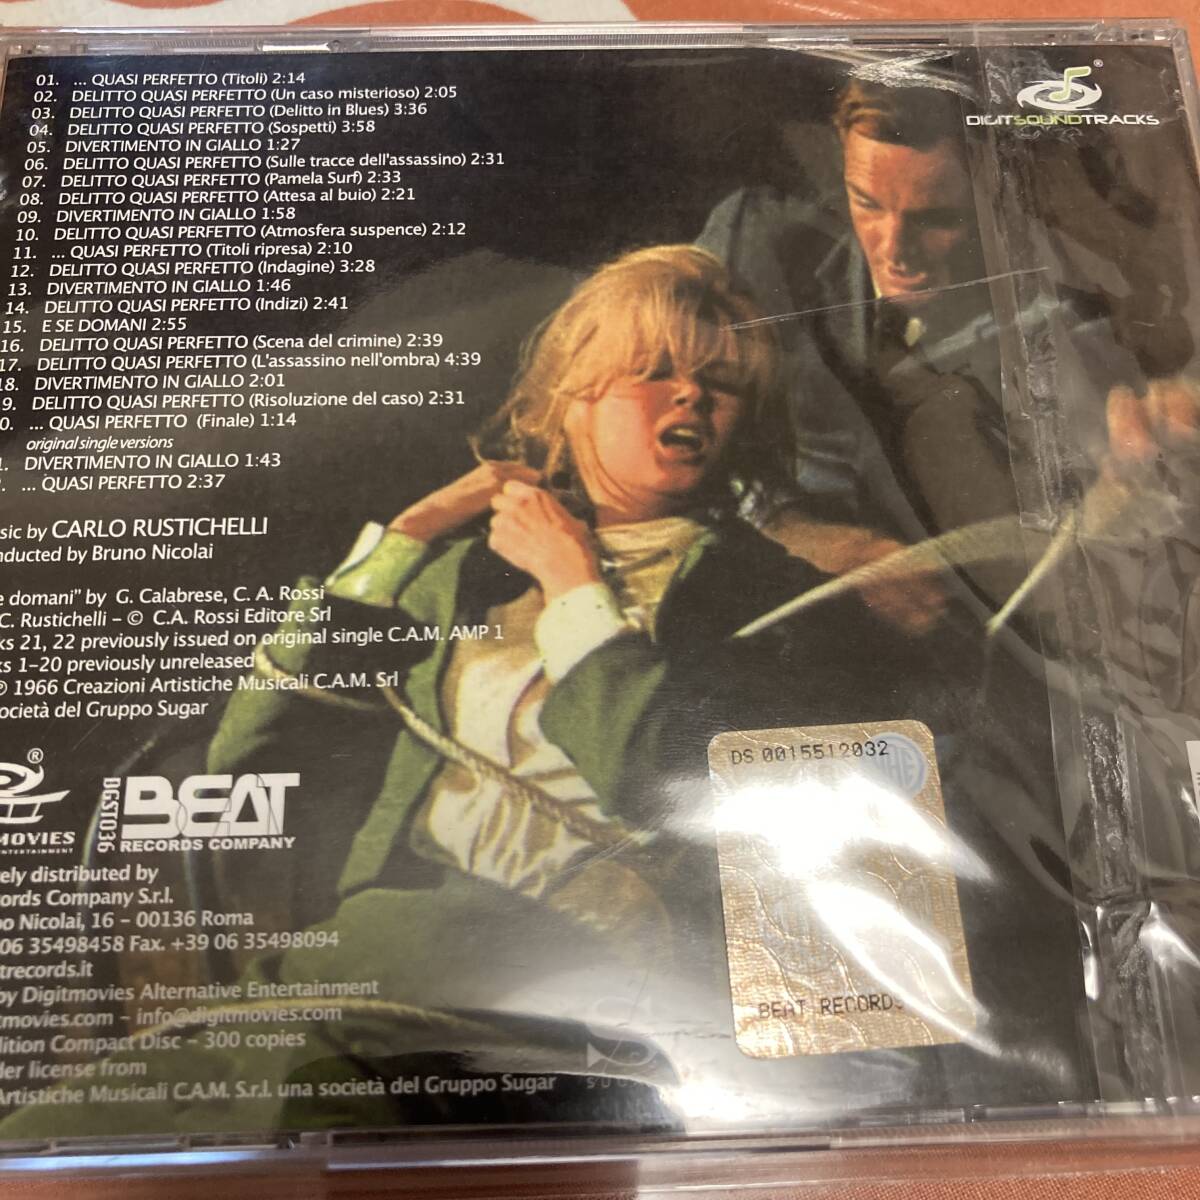 01. ... QUASI PERFETTO (Titoli) 2:14
02. DELITTO QUASI PERFETTO (Un caso misterioso) 2:05
03. DELITTO QUASI PERFETTO (Delitto in Blues) 3:36
04. DELITTO QUASI PERFETTO (Sospetti) 3:58
05. DIVERTIMENTO IN GIALLO 1:27
06. DELITTO QUASI PERFETTO (Sulle tracce dell'assassino) 2:31
07. DELITTO QUASI PERFETTO (Pamela Surf) 2:33
08. DELITTO QUASI PERFETTO (Attesa al buio) 2:21
09. DIVERTIMENTO IN GIALLO 1:58
10. DELITTO QUASI PERFETTO (Atmosfera suspence) 2:12
11. ... QUASI PERFETTO (Titoli ripresa) 2:10
12. DELITTO QUASI PERFETTO (Indagine) 3:28
13. DIVERTIMENTO IN GIALLO 1:46
14. DELITTO QUASI PERFETTO (Indizi) 2:41
15. E SE DOMANI 2:55
16. DELITTO QUASI PERFETTO (Scena del crimine) 2:39
17. DELITTO QUASI PERFETTO (L'assassino nell'ombra) 4:39
18. DIVERTIMENTO IN GIALLO 2:01
9. DELITTO QUASI PERFETTO (Risoluzione del caso) 2:31
0. ... QUASI PERFETTO (Finale) 1:14
original single versions
. DIVERTIMENTO IN GIALLO 1:43
. ... QUASI PERFETTO 2:37
sic by CARLO RUSTICHELLI
nducted by Bruno Nicolai
e domani" by G. Calabrese, C. A. Rossi
C. Rustichelli – © C.A. Rossi Editore Srl
ks 21, 22 previously issued on original single C.A.M. AMP 1
ks 1-20 previously unreleased
℗ 1966 Creazioni Artistiche Musicali C.A.M. Srl
ocietà del Gruppo Sugar
®
MOVIES
ENTERTAINMENT
BCST036
BEAT
RECORDS COMPANY
ely distributed by
cords Company S.r.l.
po Nicolai, 16 – 00136 Roma
06 35498458 Fax. +39 06 35498094
trecords.it
by Digitmovies Alternative Entertainment
tmovies.com – info@digitmovies.com
dition Compact Disc – 300 copies
der license from
Artistiche Musicali C.A.M. S.r.l. una società del Gruppo Sugar
®
DIGITSOUNDTRACKS
DS 0015512032
BEAT RECORDS